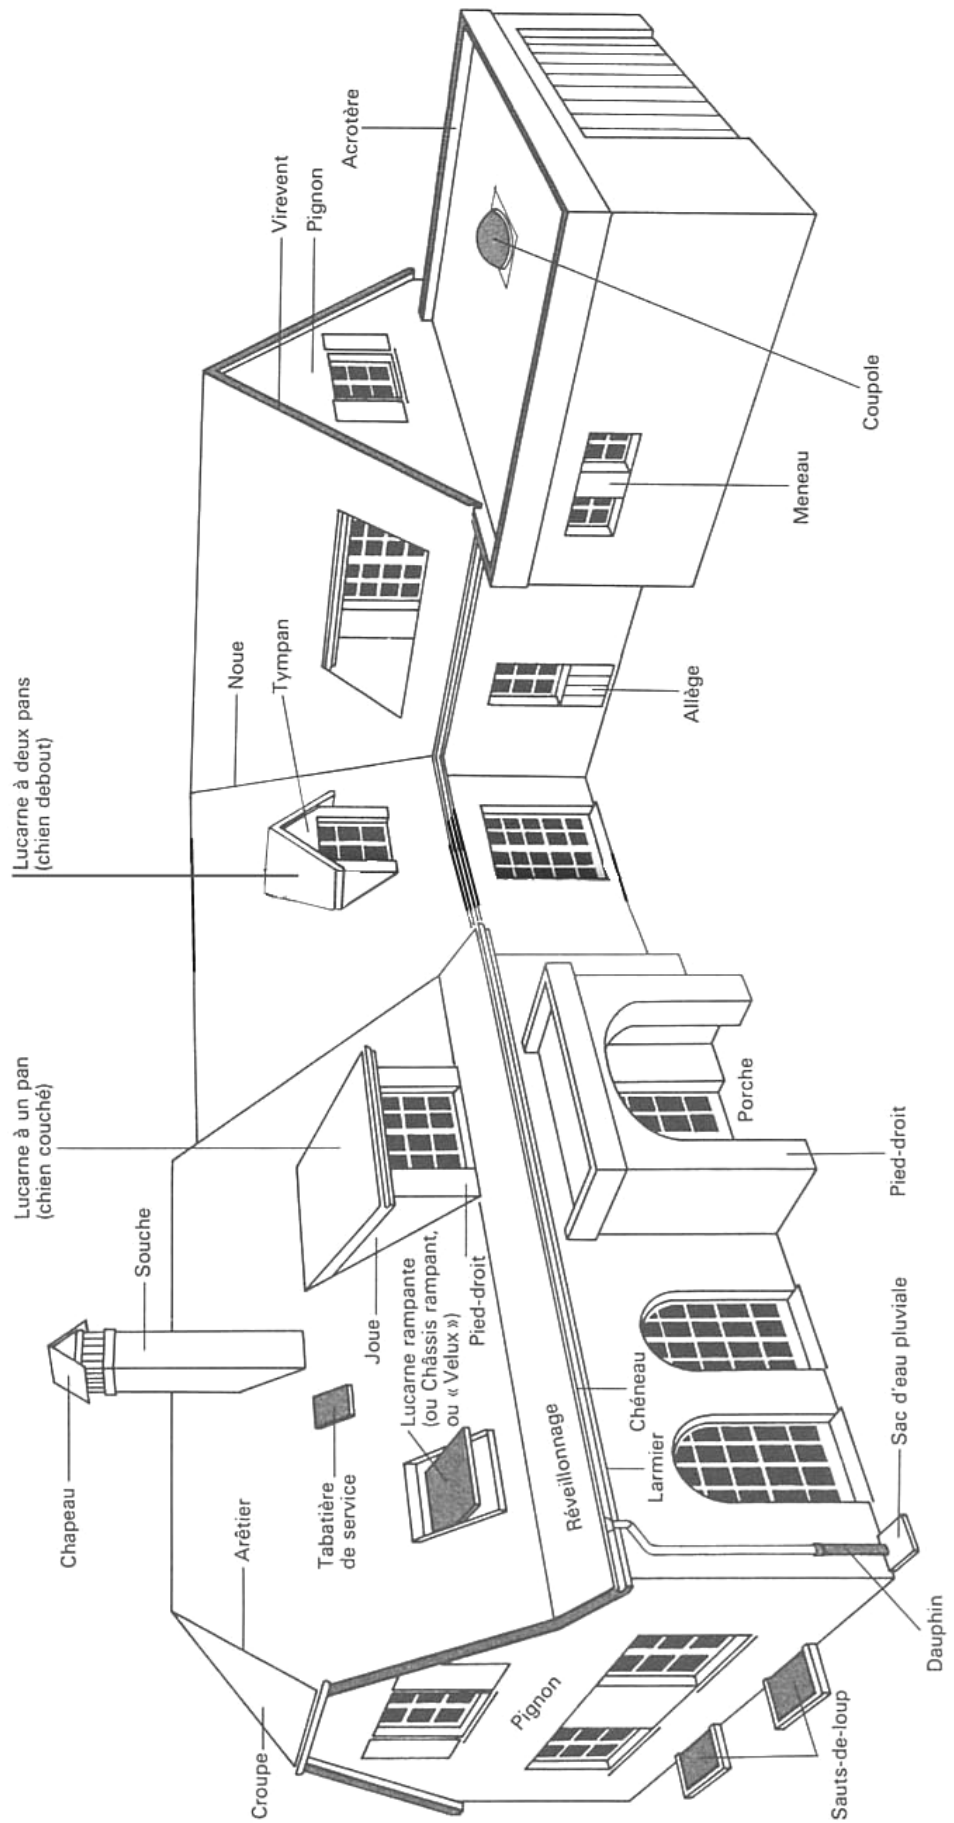 Chapeau
Souche
Lucarne à un pan
(chien couché)
Lucarne à deux pans
(chien debout)
Noue
Tympan
Virevent
Pignon
Acrotère
Croupe
Arêtier
Tabatière
de service
Lucarne rampante
(ou Châssis rampant,
ou « Velux »)
Joue
Pied-droit
Réveillonnage
Chéneau
Larmier
Pignon
Sauts-de-loup
Dauphin
Sac d'eau pluviale
Pied-droit
Porche
Allège
Meneau
Coupole